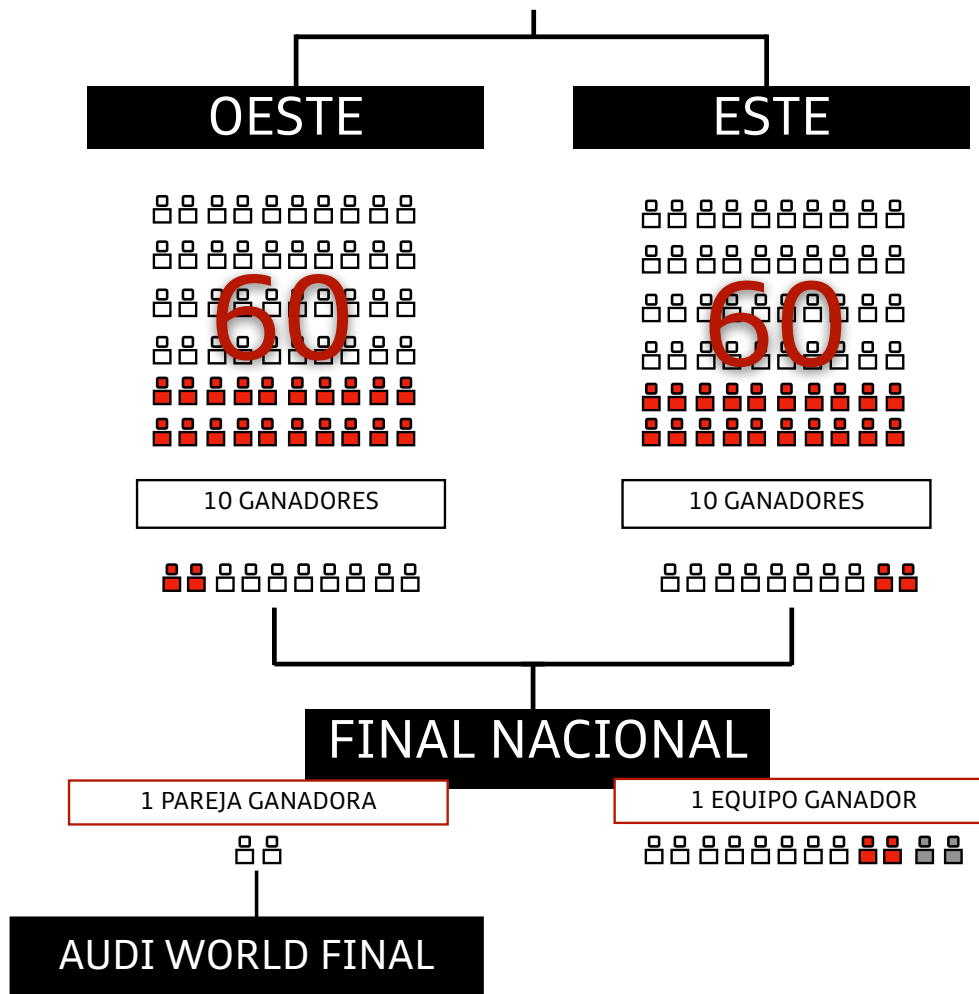 OESTE
ESTE
60
60
10 GANADORES
10 GANADORES
FINAL NACIONAL
1 PAREJA GANADORA
1 EQUIPO GANADOR
AUDI WORLD FINAL